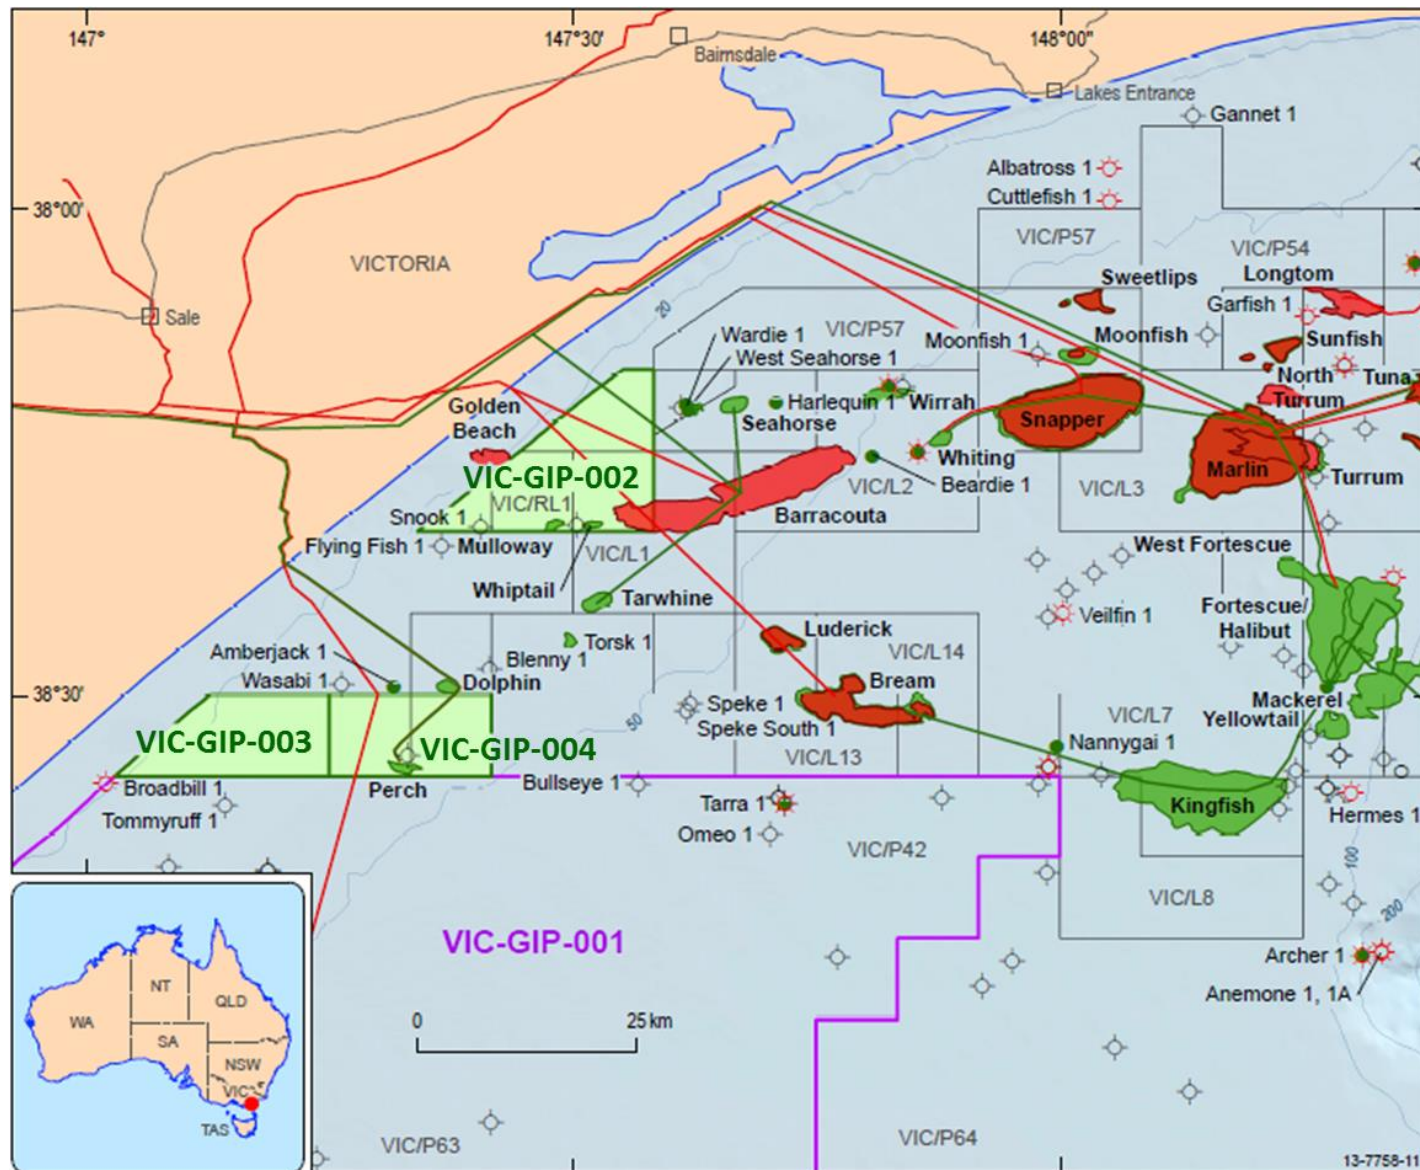 147°
147°30'
148°00"
Bairnsdale
Lakes Entrance
Gannet 1
Albatross 1
Cuttlefish 1
38°00'
VIC/P57
VIC/P54
VICTORIA
Sweetlips
Longtom
Garfish 1
20
Sale
Wardie 1
VIC/P57
Moonfish 1
Moonfish
Sunfish
West Seahorse 1
North
Turrum
Tuna
Golden
Beach
Harlequin 1
Wirrah
Seahorse
Snapper
VIC-GIP-002
Whiting
Marlin
Turrum
VIC/RL1
VIC/L2
Beardie 1
VIC/L3
Snook 1
Barracouta
Flying Fish 1
Mulloway
VIC/L1
West Fortescue
Whiptail
Tarwhine
Fortescue/
Halibut
Veilfin 1
Luderick
Torsk 1
Amberjack 1
Blenny 1
VIC/L14
Wasabi 1
Dolphin
Bream
38°30'
Mackerel
Speke 1
VIC/L7
Yellowtail
50
Speke South 1
VIC-GIP-003
VIC-GIP-004
Nannygai 1
VIC/L13
Broadbill 1
Perch
Bullseye 1
Tarra 1
Kingfish
Tommyruff 1
Hermes 1
Omeo 1
VIC/P42
100
VIC/L8
200
VIC-GIP-001
Archer 1
Anemone 1, 1A
0
25 km
NT
QLD
WA
SA
NSW
VIC
TAS
VIC/P63
VIC/P64
13-7758-11